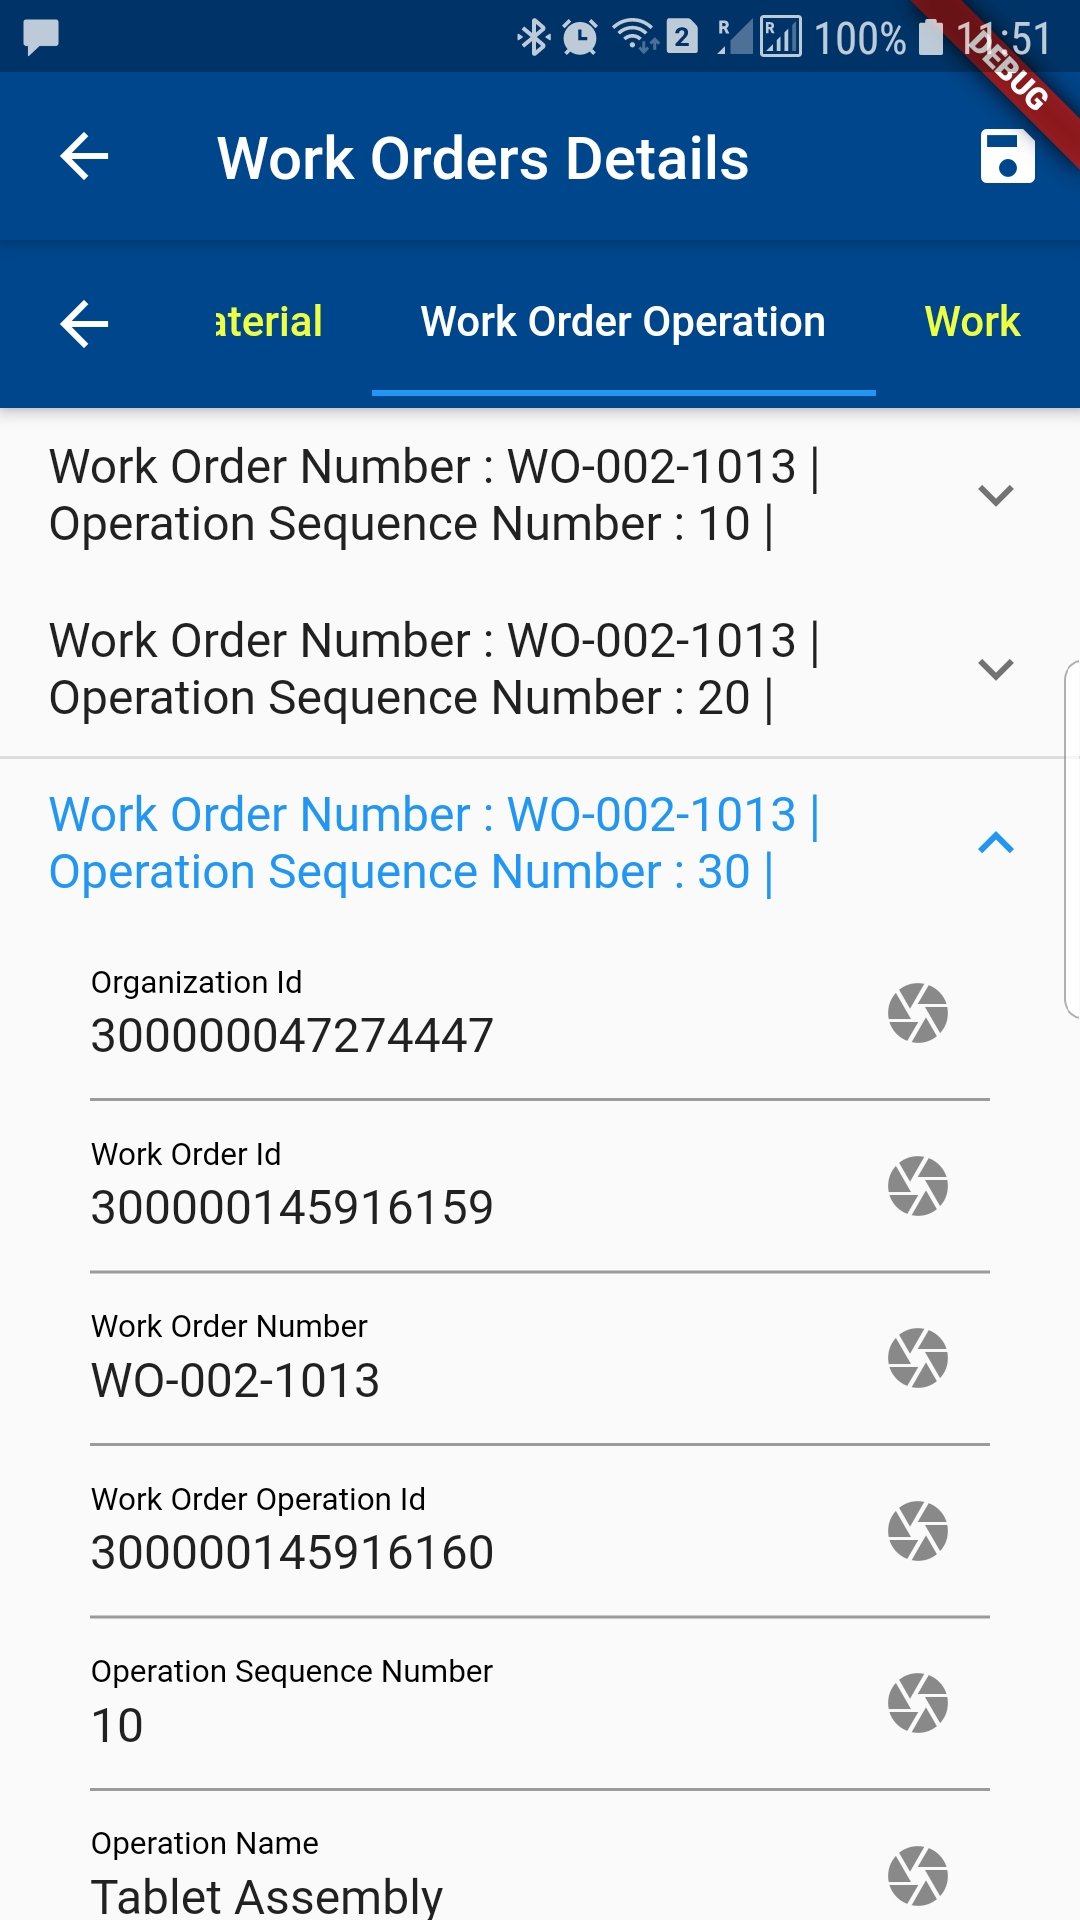 2 R R 100% 11:51
DEBUG
Work Orders Details
aterial Work Order Operation Work
Work Order Number : WO-002-1013 |
Operation Sequence Number : 10 |
Work Order Number : WO-002-1013 |
Operation Sequence Number : 20 |
Work Order Number : WO-002-1013 |
Operation Sequence Number : 30 |
Organization Id
300000047274447
Work Order Id
300000145916159
Work Order Number
WO-002-1013
Work Order Operation Id
300000145916160
Operation Sequence Number
10
Operation Name
Tablet Assembly